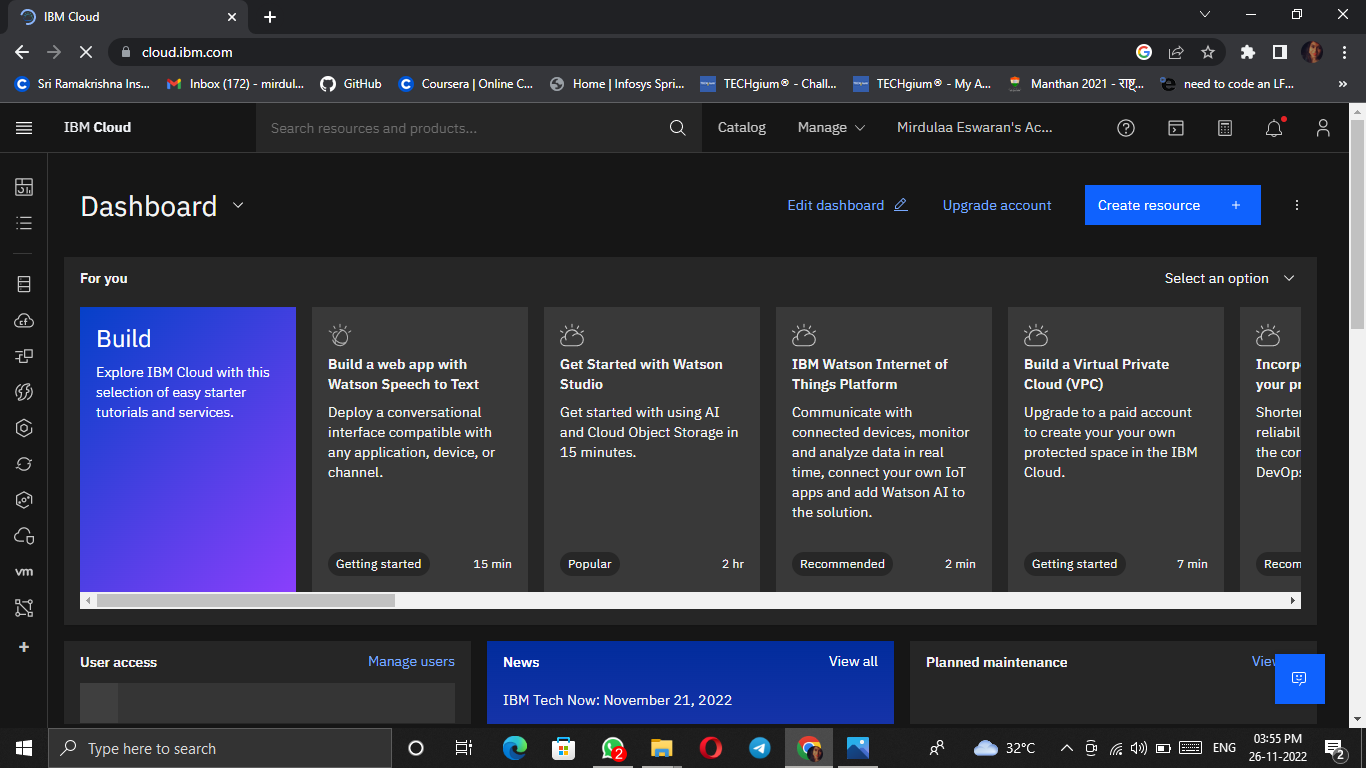 IBM Cloud
cloud.ibm.com
Sri Ramakrishna Ins...
Inbox (172) - mirdul...
GitHub
Coursera | Online C...
Home | Infosys Spri...
TECHgium® - Chall...
TECHgium® - My A...
Manthan 2021 - राष्ट्...
need to code an LF...
IBM Cloud
Search resources and products...
Catalog
Manage
Mirdulaa Eswaran's Ac...
Dashboard
Edit dashboard
Upgrade account
Create resource +
For you
Select an option
Build
Explore IBM Cloud with this
selection of easy starter
tutorials and services.
Build a web app with
Watson Speech to Text
Deploy a conversational
interface compatible with
any application, device, or
channel.
Getting started
15 min
Get Started with Watson
Studio
Get started with using AI
and Cloud Object Storage in
15 minutes.
Popular
2 hr
IBM Watson Internet of
Things Platform
Communicate with
connected devices, monitor
and analyze data in real
time, connect your own IoT
apps and add Watson AI to
the solution.
Recommended
2 min
Build a Virtual Private
Cloud (VPC)
Upgrade to a paid account
to create your your own
protected space in the IBM
Cloud.
Getting started
7 min
Incorp
your pr
Shorter
reliabil
the cor
DevOps
Recom
vm
User access
Manage users
News
View all
IBM Tech Now: November 21, 2022
Planned maintenance
View
Type here to search
2
32°C
ENG
03:55 PM
26-11-2022
2